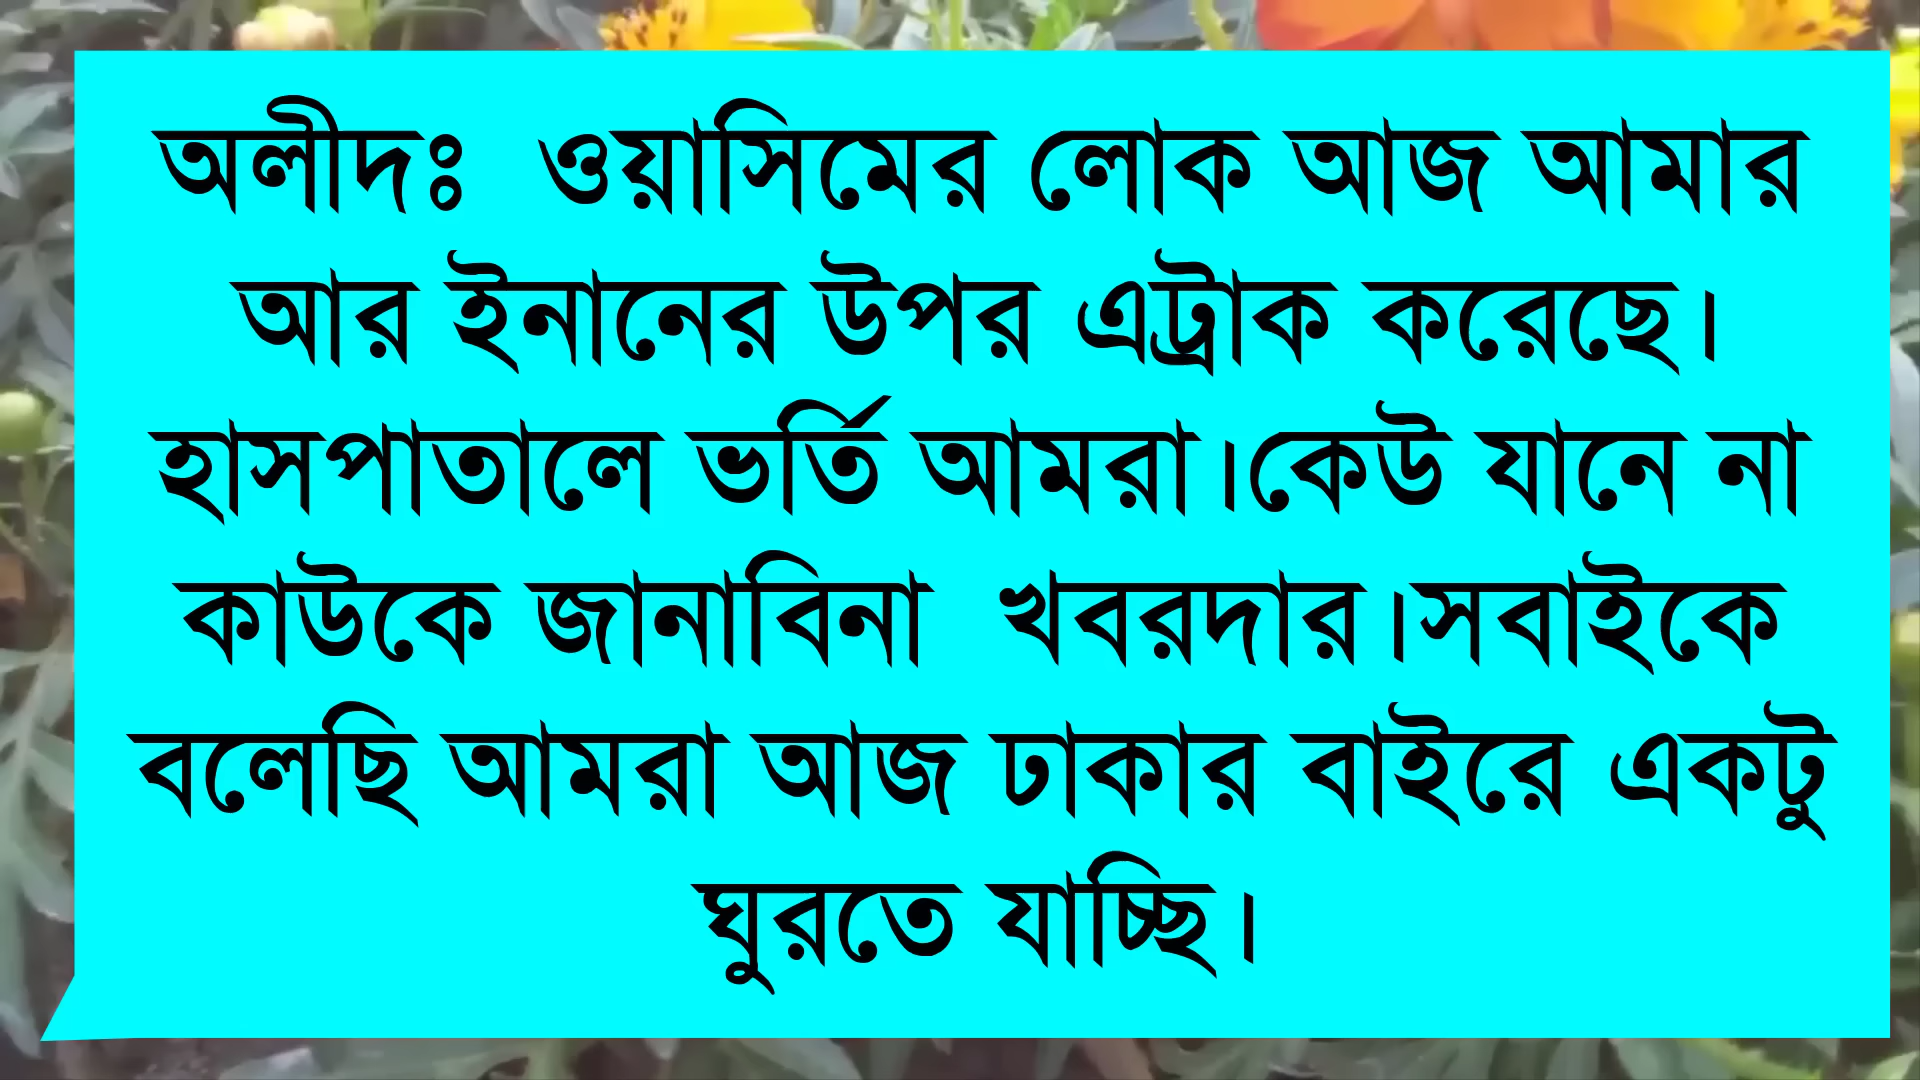 অলীদঃ  ওয়াসিমের লোক আজ আমার
আর ইনানের উপর এট্রাক করেছে।
হাসপাতালে ভর্তি আমরা।কেউ যানে না
কাউকে জানাবিনা  খবরদার।সবাইকে
বলেছি আমরা আজ ঢাকার বাইরে একটু
ঘুরতে যাচ্ছি।